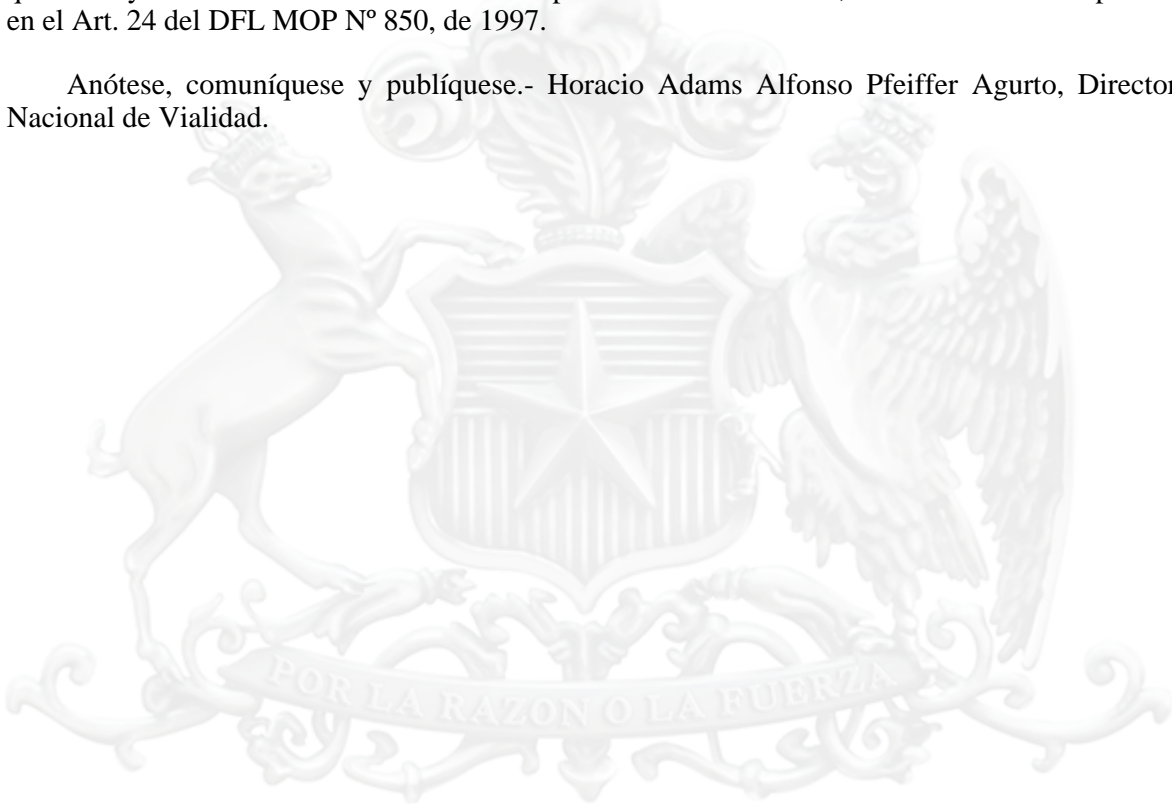 en el Art. 24 del DFL MOP Nº 850, de 1997.
Anótese, comuníquese y publíquese.- Horacio Adams Alfonso Pfeiffer Agurto, Director
Nacional de Vialidad.
POR LA RAZON O LA FUERZA